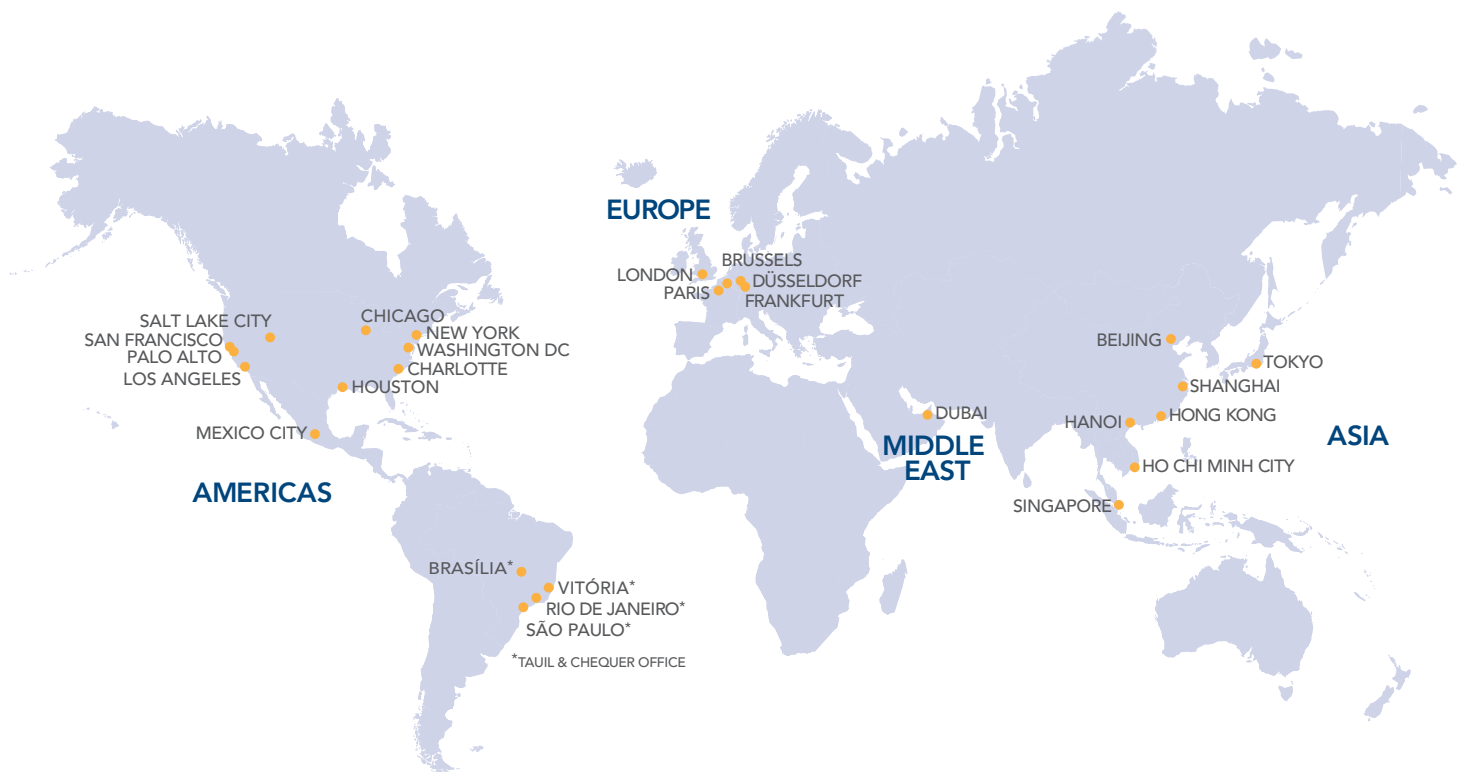 EUROPE
BRUSSELS
LONDON
DÜSSELDORF
PARIS
FRANKFURT
SALT LAKE CITY
CHICAGO
SAN FRANCISCO
NEW YORK
PALO ALTO
WASHINGTON DC
LOS ANGELES
CHARLOTTE
HOUSTON
MEXICO CITY
AMERICAS
BRASÍLIA*
VITÓRIA*
RIO DE JANEIRO*
SÃO PAULO*
*TAUIL & CHEQUER OFFICE
DUBAI
MIDDLE
EAST
BEIJING
TOKYO
SHANGHAI
HONG KONG
HANOI
ASIA
HO CHI MINH CITY
SINGAPORE